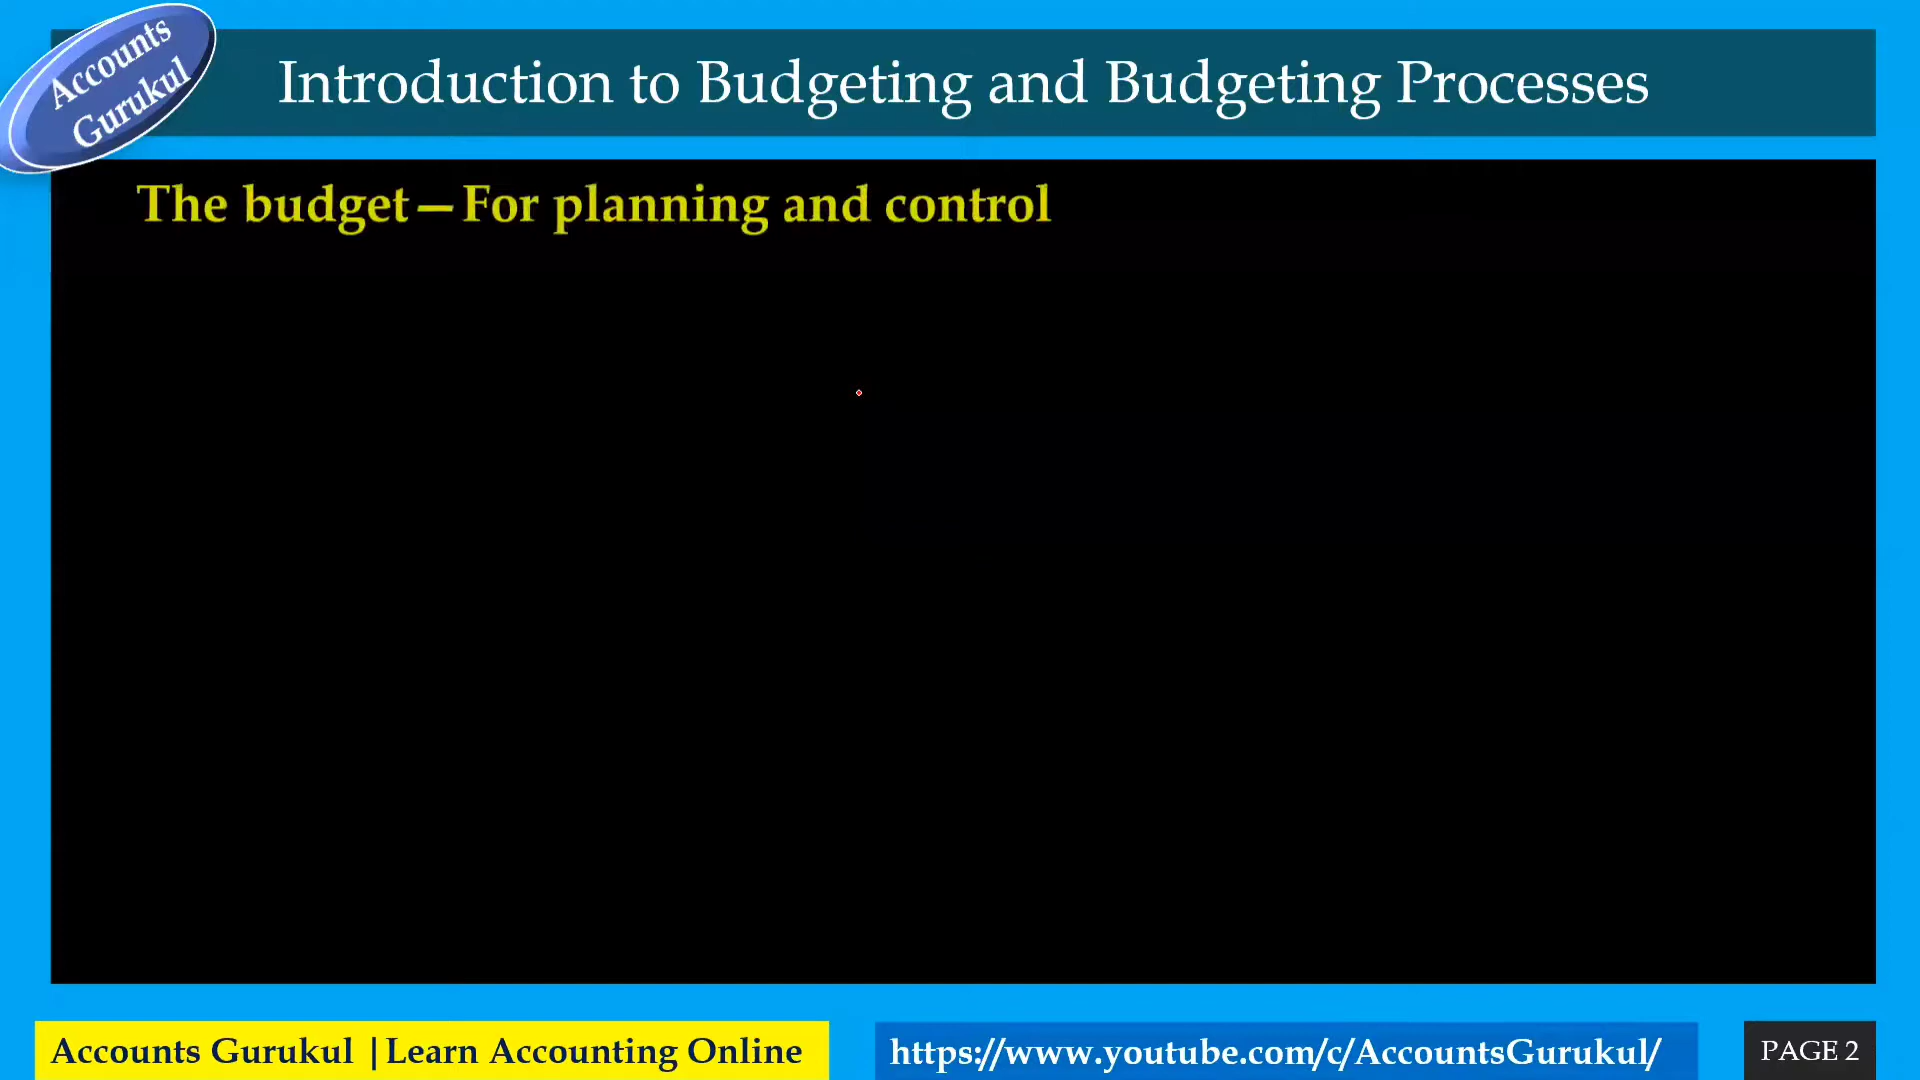 Accounts
Gurukul
Introduction to Budgeting and Budgeting Processes
The budget—For planning and control
Accounts Gurukul | Learn Accounting Online
https://www.youtube.com/c/AccountsGurukul/
PAGE 2